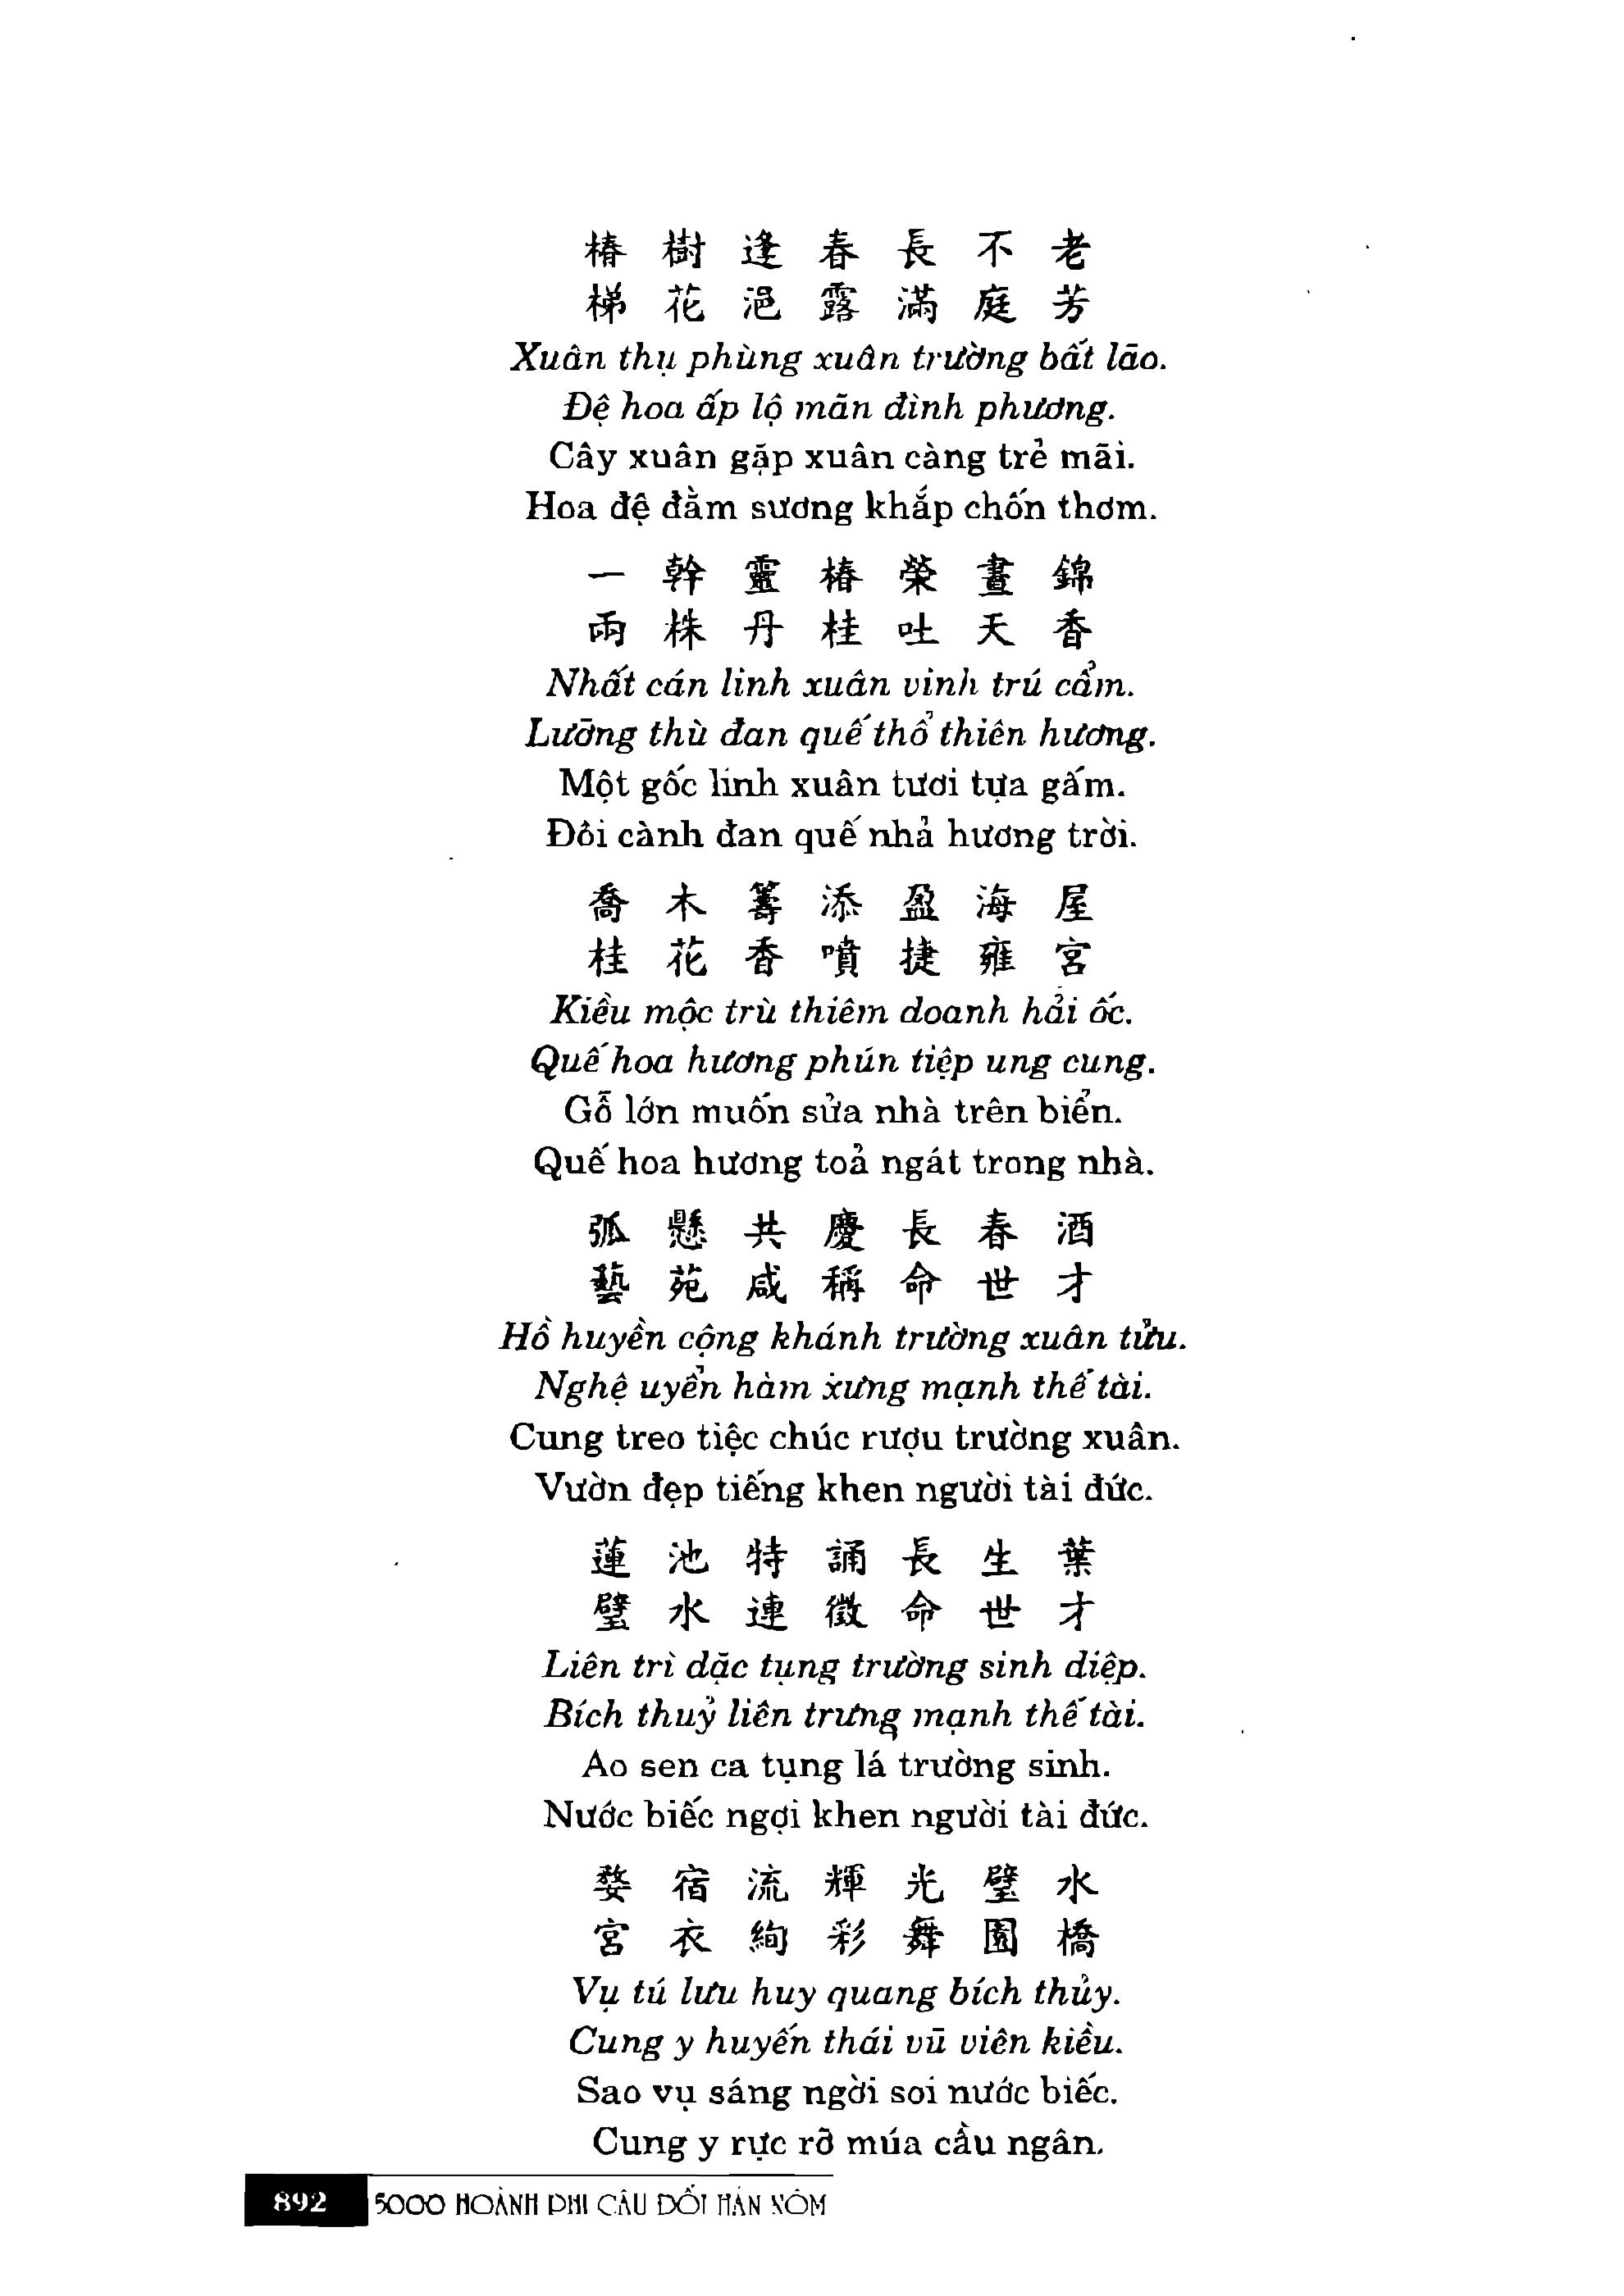 椿樹逢春長不老
梯花浥露滿庭芳
Xuân thụ phùng xuân trường bất lão.
Đệ hoa ấp lộ mãn đình phương.
Cây xuân gặp xuân càng trẻ mãi.
Hoa đệ đằm sương khắp chốn thơm.
一幹靈椿榮晝錦
兩株丹桂吐天香
Nhất cán linh xuân vinh trú cẩm.
Lưỡng thù đan quế thổ thiên hương.
Một gốc linh xuân tươi tựa gấm.
Đôi cành đan quế nhả hương trời.
喬木籌添盈海屋
桂花香噴捷雍宮
Kiều mộc trù thiêm doanh hải ốc.
Quế hoa hương phún tiệp ung cung.
Gỗ lớn muốn sửa nhà trên biển.
Quế hoa hương toả ngát trong nhà.
弧懸共慶長春酒
藝苑咸稱命世才
Hồ huyền cộng khánh trường xuân tửu.
Nghệ uyển hàm xưng mạnh thế tài.
Cung treo tiệc chúc rượu trường xuân.
Vườn đẹp tiếng khen người tài đức.
蓮池特誦長生葉
璧水連徵命世才
Liên trì dặc tụng trường sinh diệp.
Bích thuỷ liên trưng mạnh thế tài.
Ao sen ca tụng lá trường sinh.
Nước biếc ngợi khen người tài đức.
婺宿流輝光璧水
宮衣絢彩舞圜橋
Vụ tú lưu huy quang bích thủy.
Cung y huyến thái vũ viên kiều.
Sao vụ sáng ngời soi nước biếc.
Cung y rực rỡ múa cầu ngân.
892 5000 HOÀNH PHI CÂU ĐỐI HÁN NÔM